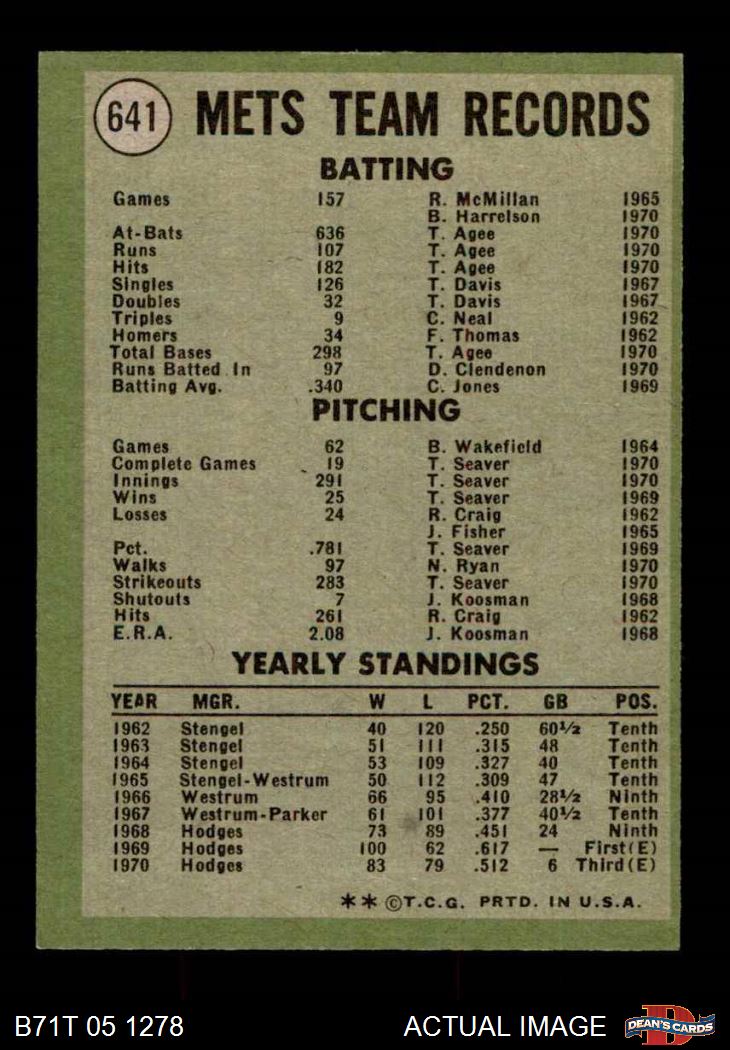 641 METS TEAM RECORDS
BATTING
Games 157 R. McMillan 1965
B. Harrelson 1970
At-Bats 636 T. Agee 1970
Runs 107 T. Agee 1970
Hits 182 T. Agee 1970
Singles 126 T. Davis 1967
Doubles 32 T. Davis 1967
Triples 9 C. Neal 1962
Homers 34 F. Thomas 1962
Total Bases 298 T. Agee 1970
Runs Batted In 97 D. Clendenon 1970
Batting Avg. .340 C. Jones 1969
PITCHING
Games 62 B. Wakefield 1964
Complete Games 19 T. Seaver 1970
Innings 291 T. Seaver 1970
Wins 25 T. Seaver 1969
Losses 24 R. Craig 1962
J. Fisher 1965
Pct. .781 T. Seaver 1969
Walks 97 N. Ryan 1970
Strikeouts 283 T. Seaver 1970
Shutouts 7 J. Koosman 1968
Hits 261 R. Craig 1962
E.R.A. 2.08 J. Koosman 1968
YEARLY STANDINGS
YEAR MGR. W L PCT. GB POS.
1962 Stengel 40 120 .250 60½ Tenth
1963 Stengel 51 111 .315 48 Tenth
1964 Stengel 53 109 .327 40 Tenth
1965 Stengel-Westrum 50 112 .309 47 Tenth
1966 Westrum 66 95 .410 28½ Ninth
1967 Westrum-Parker 61 101 .377 40½ Tenth
1968 Hodges 73 89 .451 24 Ninth
1969 Hodges 100 62 .617 — First(E)
1970 Hodges 83 79 .512 6 Third(E)
** ©T.C.G. PRTD. IN U.S.A.
B71T 05 1278 ACTUAL IMAGE DEAN'S CARDS